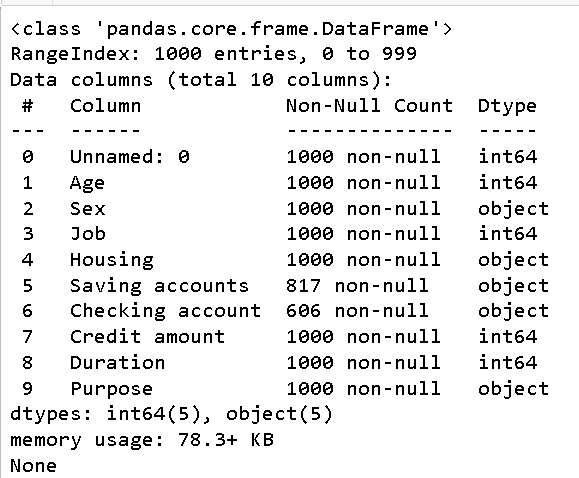 <class 'pandas.core.frame.DataFrame'>
RangeIndex: 1000 entries, 0 to 999
Data columns (total 10 columns):
 #   Column            Non-Null Count  Dtype
---  ------            --------------  -----
 0   Unnamed: 0        1000 non-null   int64
 1   Age               1000 non-null   int64
 2   Sex               1000 non-null   object
 3   Job               1000 non-null   int64
 4   Housing           1000 non-null   object
 5   Saving accounts   817 non-null    object
 6   Checking account  606 non-null    object
 7   Credit amount     1000 non-null   int64
 8   Duration          1000 non-null   int64
 9   Purpose           1000 non-null   object
dtypes: int64(5), object(5)
memory usage: 78.3+ KB
None